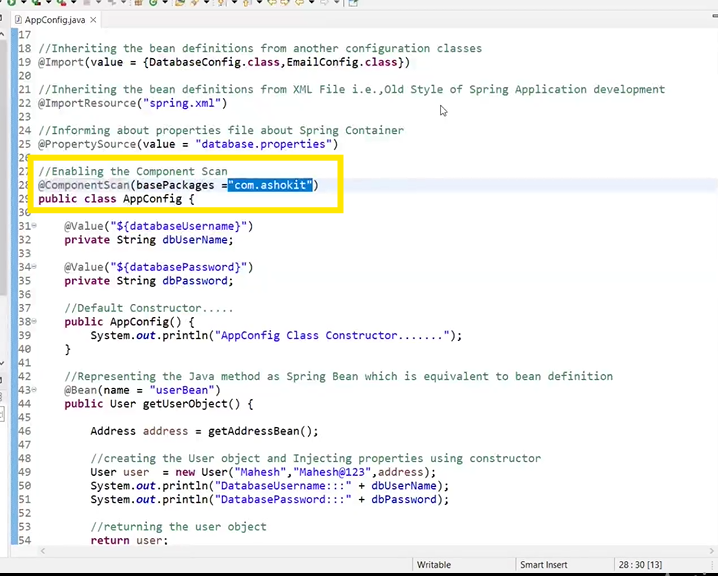 AppConfig.java
17
18 //Inheriting the bean definitions from another configuration classes
19 @Import(value = {DatabaseConfig.class,EmailConfig.class})
20
21 //Inheriting the bean definitions from XML File i.e.,Old Style of Spring Application development
22 @ImportResource("spring.xml")
23
24 //Informing about properties file about Spring Container
25 @PropertySource(value = "database.properties")
26
27 //Enabling the Component Scan
28 @ComponentScan(basePackages ="com.ashokit")
29 public class AppConfig {
30
31 @Value("${databaseUsername}")
32 private String dbUserName;
33
34 @Value("${databasePassword}")
35 private String dbPassword;
36
37 //Default Constructor.....
38 public AppConfig() {
39 System.out.println("AppConfig Class Constructor.......");
40 }
41
42 //Representing the Java method as Spring Bean which is equivalent to bean definition
43 @Bean(name = "userBean")
44 public User getUserObject() {
45
46 Address address = getAddressBean();
47
48 //creating the User object and Injecting properties using constructor
49 User user  = new User("Mahesh","Mahesh@123",address);
50 System.out.println("DatabaseUsername:::" + dbUserName);
51 System.out.println("DatabasePassword:::" + dbPassword);
52
53 //returning the user object
54 return user;
Writable Smart Insert 28 : 30 [13]